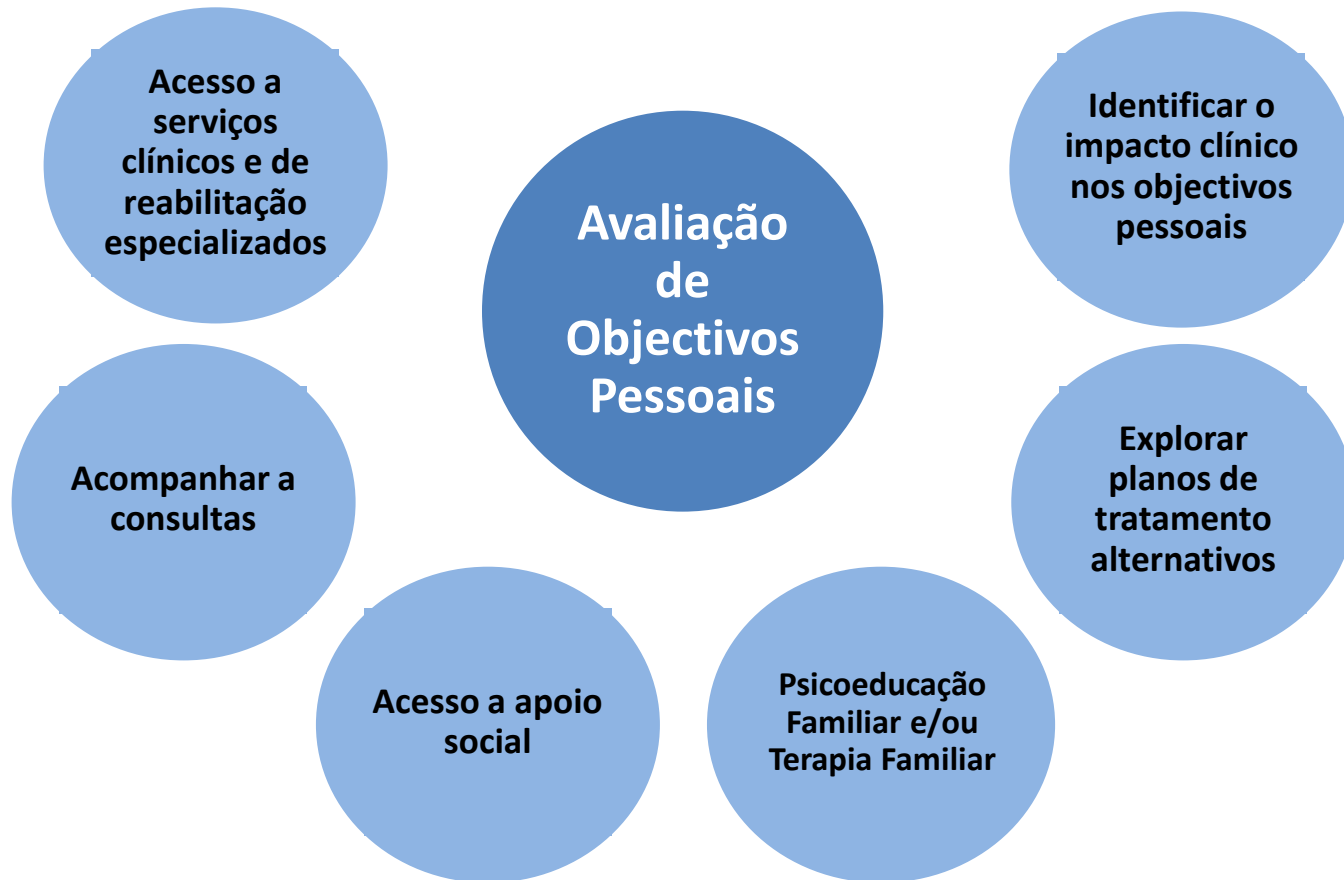 Acesso a
serviços
clínicos e de
reabilitação
especializados
Avaliação
de
Objectivos
Pessoais
Identificar o
impacto clínico
nos objectivos
pessoais
Acompanhar a
consultas
Explorar
planos de
tratamento
alternativos
Acesso a apoio
social
Psicoeducação
Familiar e/ou
Terapia Familiar